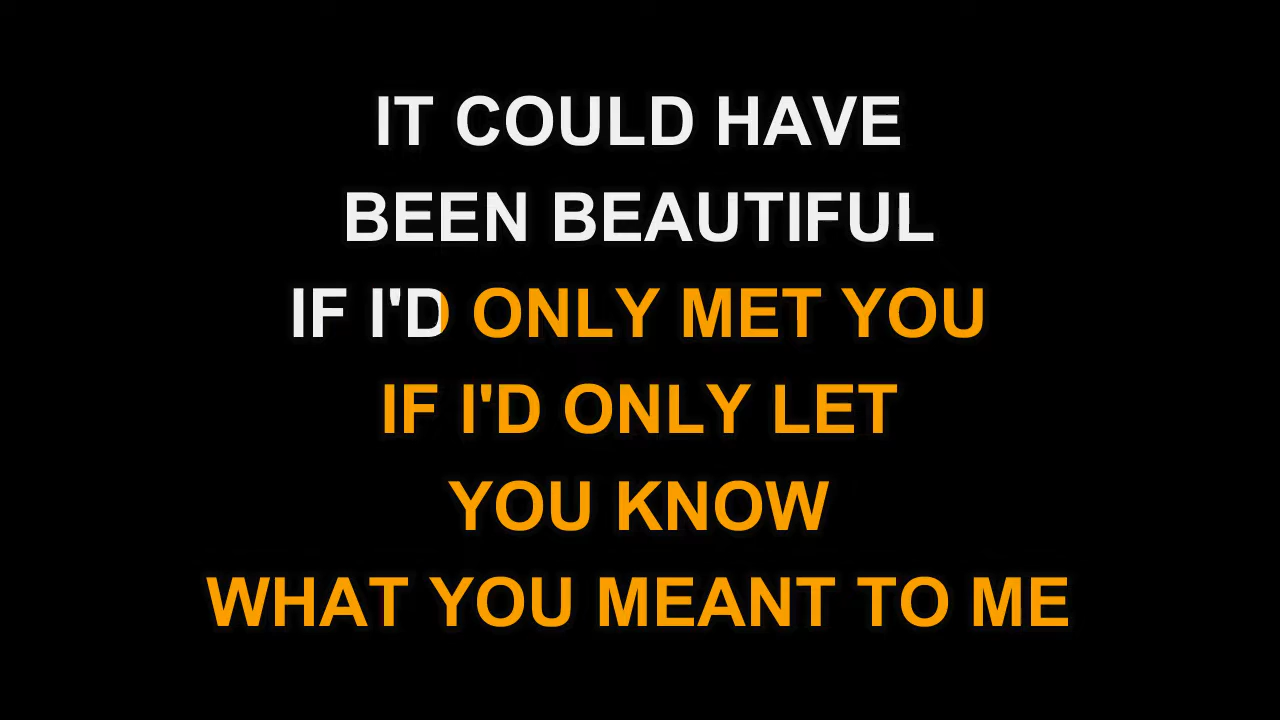 IT COULD HAVE
BEEN BEAUTIFUL
IF I'D ONLY MET YOU
IF I'D ONLY LET
YOU KNOW
WHAT YOU MEANT TO ME